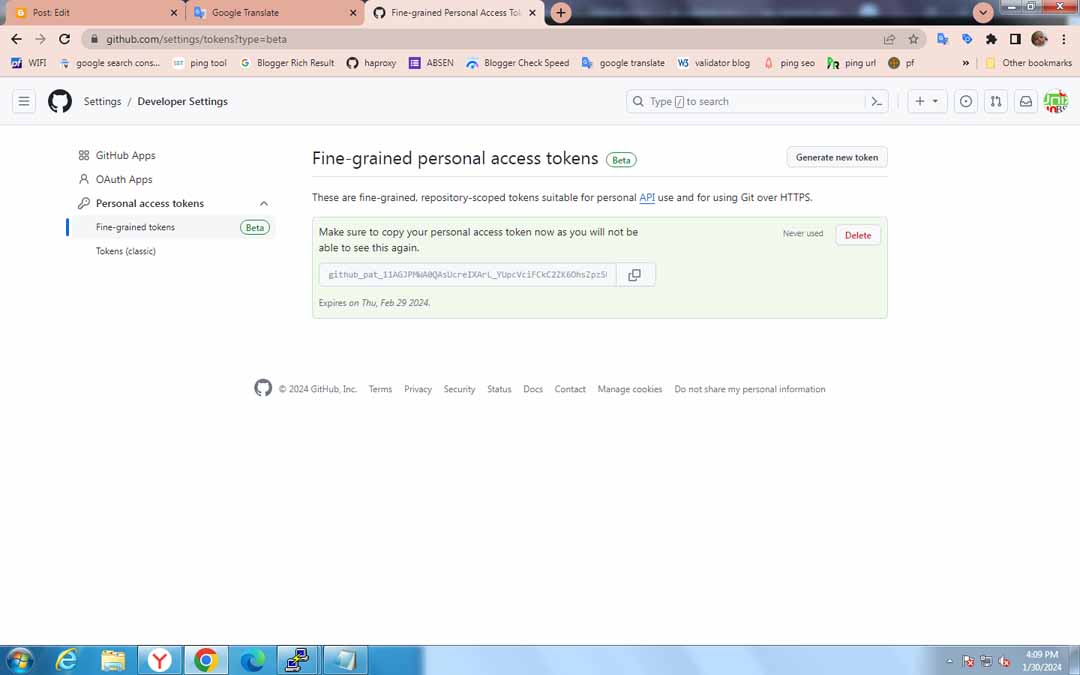 Post: Edit
Google Translate
Fine-grained Personal Access To
github.com/settings/tokens?type=beta
WIFI
google search cons...
ping tool
Blogger Rich Result
haproxy
ABSEN
Blogger Check Speed
google translate
validator blog
ping seo
ping url
pf
»
Other bookmarks
Settings / Developer Settings
Type / to search
GitHub Apps
OAuth Apps
Personal access tokens
Fine-grained tokens
Beta
Tokens (classic)
Fine-grained personal access tokens Beta
Generate new token
These are fine-grained, repository-scoped tokens suitable for personal API use and for using Git over HTTPS.
Make sure to copy your personal access token now as you will not be
able to see this again.
Never used
Delete
Expires on Thu, Feb 29 2024.
© 2024 GitHub, Inc. Terms Privacy Security Status Docs Contact Manage cookies Do not share my personal information
4:09 PM
1/30/2024